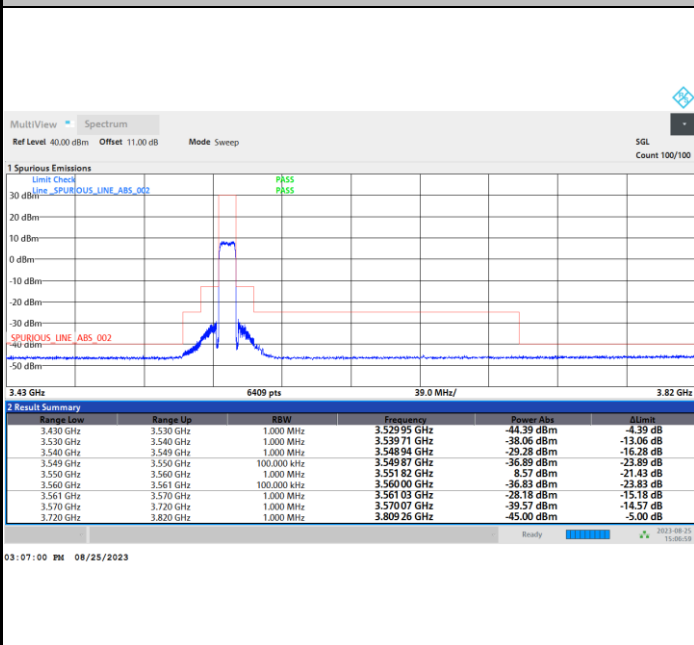 MultiView Spectrum
Ref Level 40.00 dBm Offset 11.00 dB Mode Sweep SGL
Count 100/100
1 Spurious Emissions
Limit Check PASS
Line _SPURIOUS_LINE_ABS_002 PASS
30 dBm
20 dBm
10 dBm
0 dBm
-10 dBm
-20 dBm
-30 dBm
_SPURIOUS_LINE_ABS_002
-40 dBm
-50 dBm
3.43 GHz 6409 pts 39.0 MHz/ 3.82 GHz
2 Result Summary
Range Low Range Up RBW Frequency Power Abs ΔLimit
3.430 GHz 3.530 GHz 1.000 MHz 3.529 95 GHz -44.39 dBm -4.39 dB
3.530 GHz 3.540 GHz 1.000 MHz 3.539 71 GHz -38.06 dBm -13.06 dB
3.540 GHz 3.549 GHz 1.000 MHz 3.548 94 GHz -29.28 dBm -16.28 dB
3.549 GHz 3.550 GHz 100.000 kHz 3.549 87 GHz -36.89 dBm -23.89 dB
3.550 GHz 3.560 GHz 1.000 MHz 3.551 82 GHz 8.57 dBm -21.43 dB
3.560 GHz 3.561 GHz 100.000 kHz 3.560 00 GHz -36.83 dBm -23.83 dB
3.561 GHz 3.570 GHz 1.000 MHz 3.561 03 GHz -28.18 dBm -15.18 dB
3.570 GHz 3.720 GHz 1.000 MHz 3.570 07 GHz -39.57 dBm -14.57 dB
3.720 GHz 3.820 GHz 1.000 MHz 3.809 26 GHz -45.00 dBm -5.00 dB
Ready 2023-08-25
15:06:59
03:07:00 PM 08/25/2023